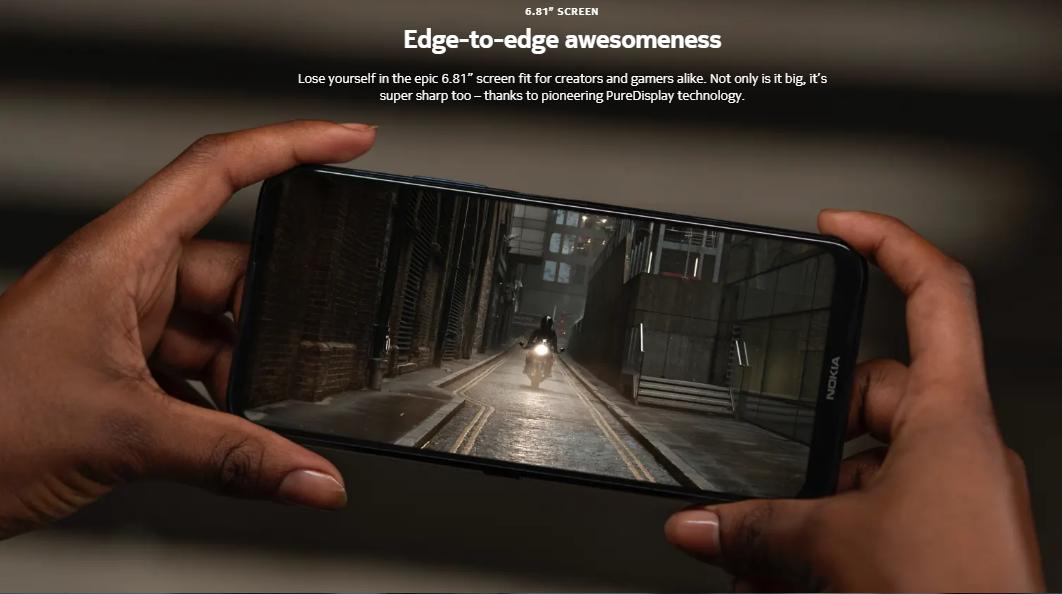 6.81” SCREEN
Edge-to-edge awesomeness
Lose yourself in the epic 6.81” screen fit for creators and gamers alike. Not only is it big, it’s
super sharp too – thanks to pioneering PureDisplay technology.
NOKIA